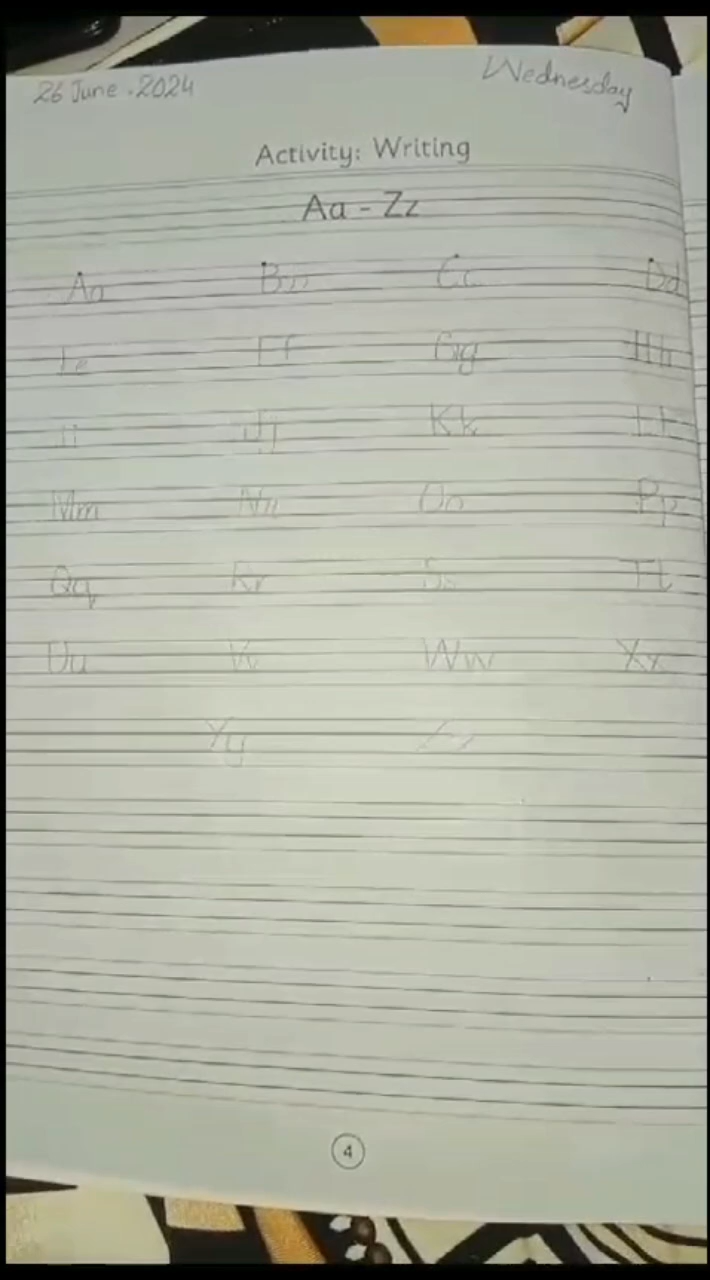 26 June .2024 Wednesday
Activity: Writing
Aa - Zz
Aa Bb Cc Dd
Ee Ff Gg Hh
Ii Jj Kk Ll
Mm Nn Oo Pp
Qq Rr Ss Tt
Uu Vv Ww Xx
Yy Zz
4